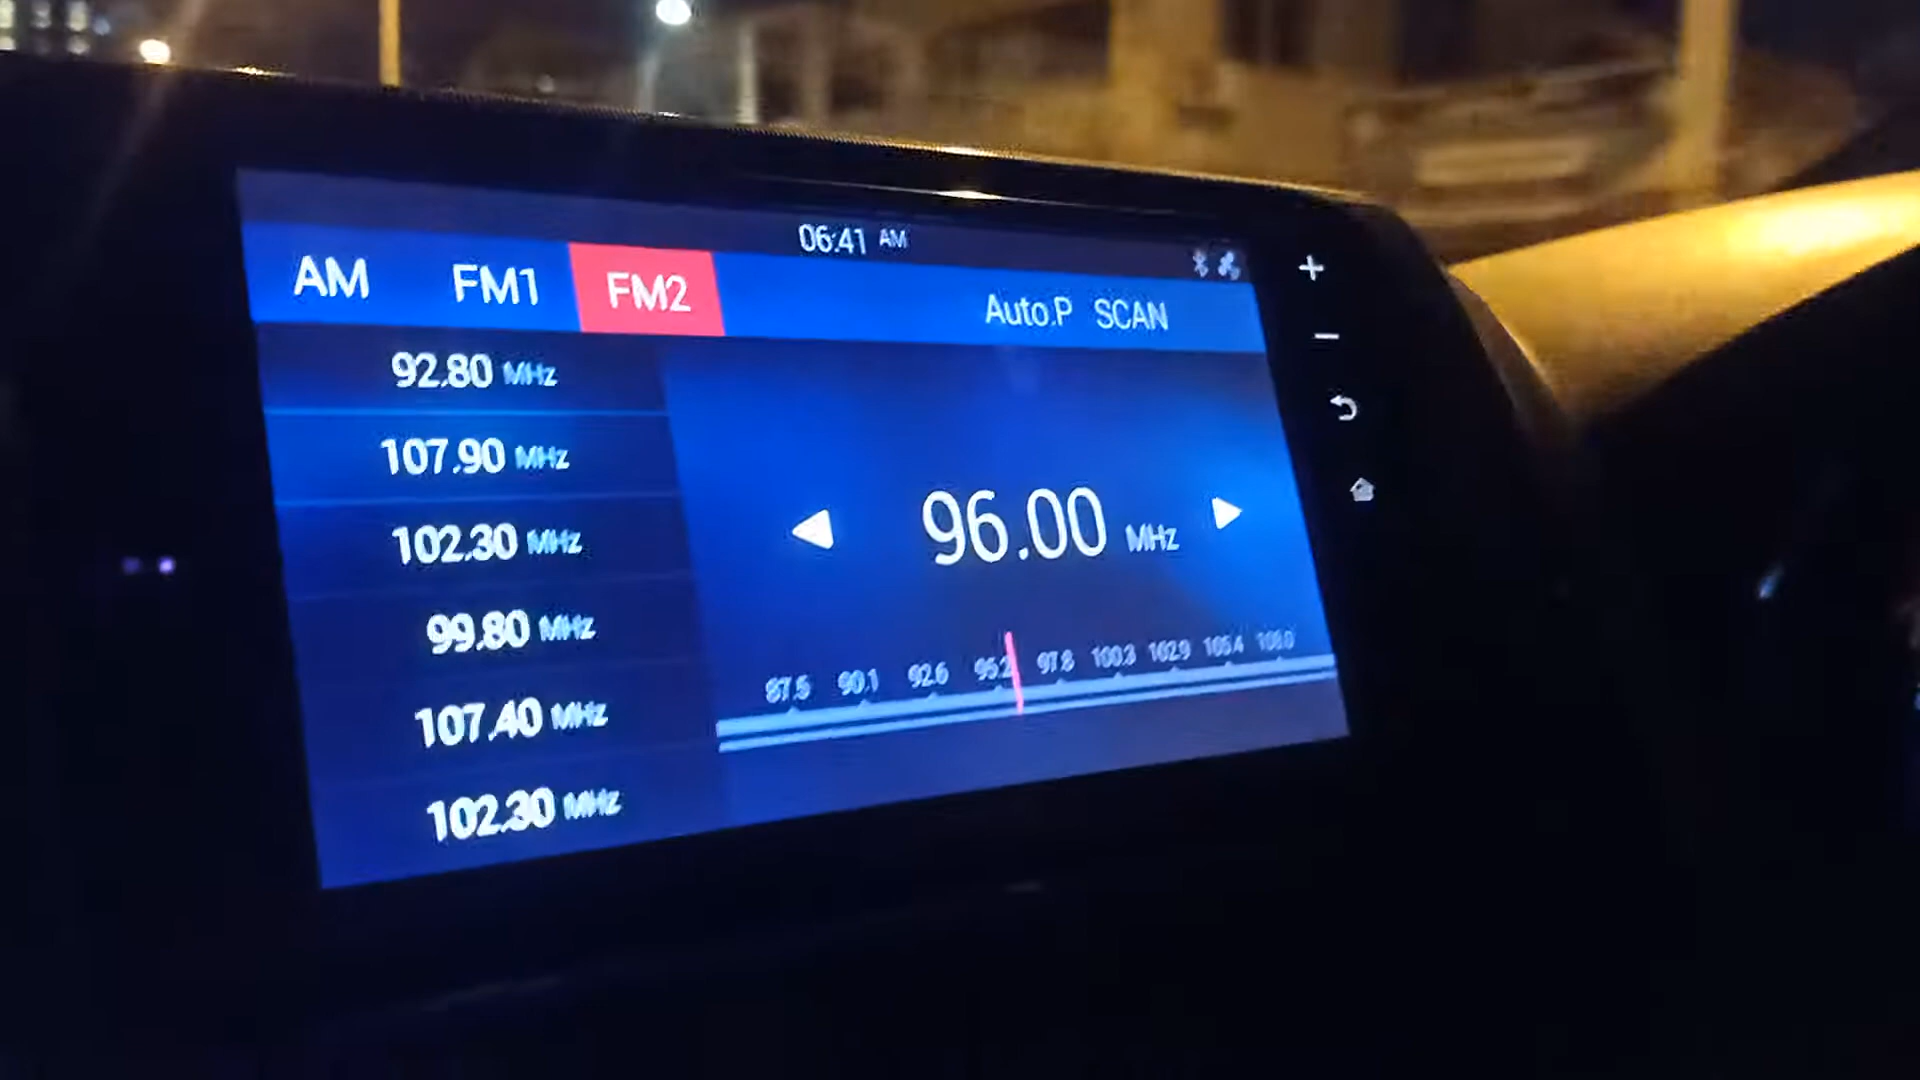 06:41 AM
AM FM1 FM2 Auto.P SCAN
92.80 MHz
107.90 MHz
102.30 MHz
99.80 MHz
107.40 MHz
102.30 MHz
96.00 MHz
87.5 90.1 92.6 95.2 97.8 100.3 102.9 105.4 108.0